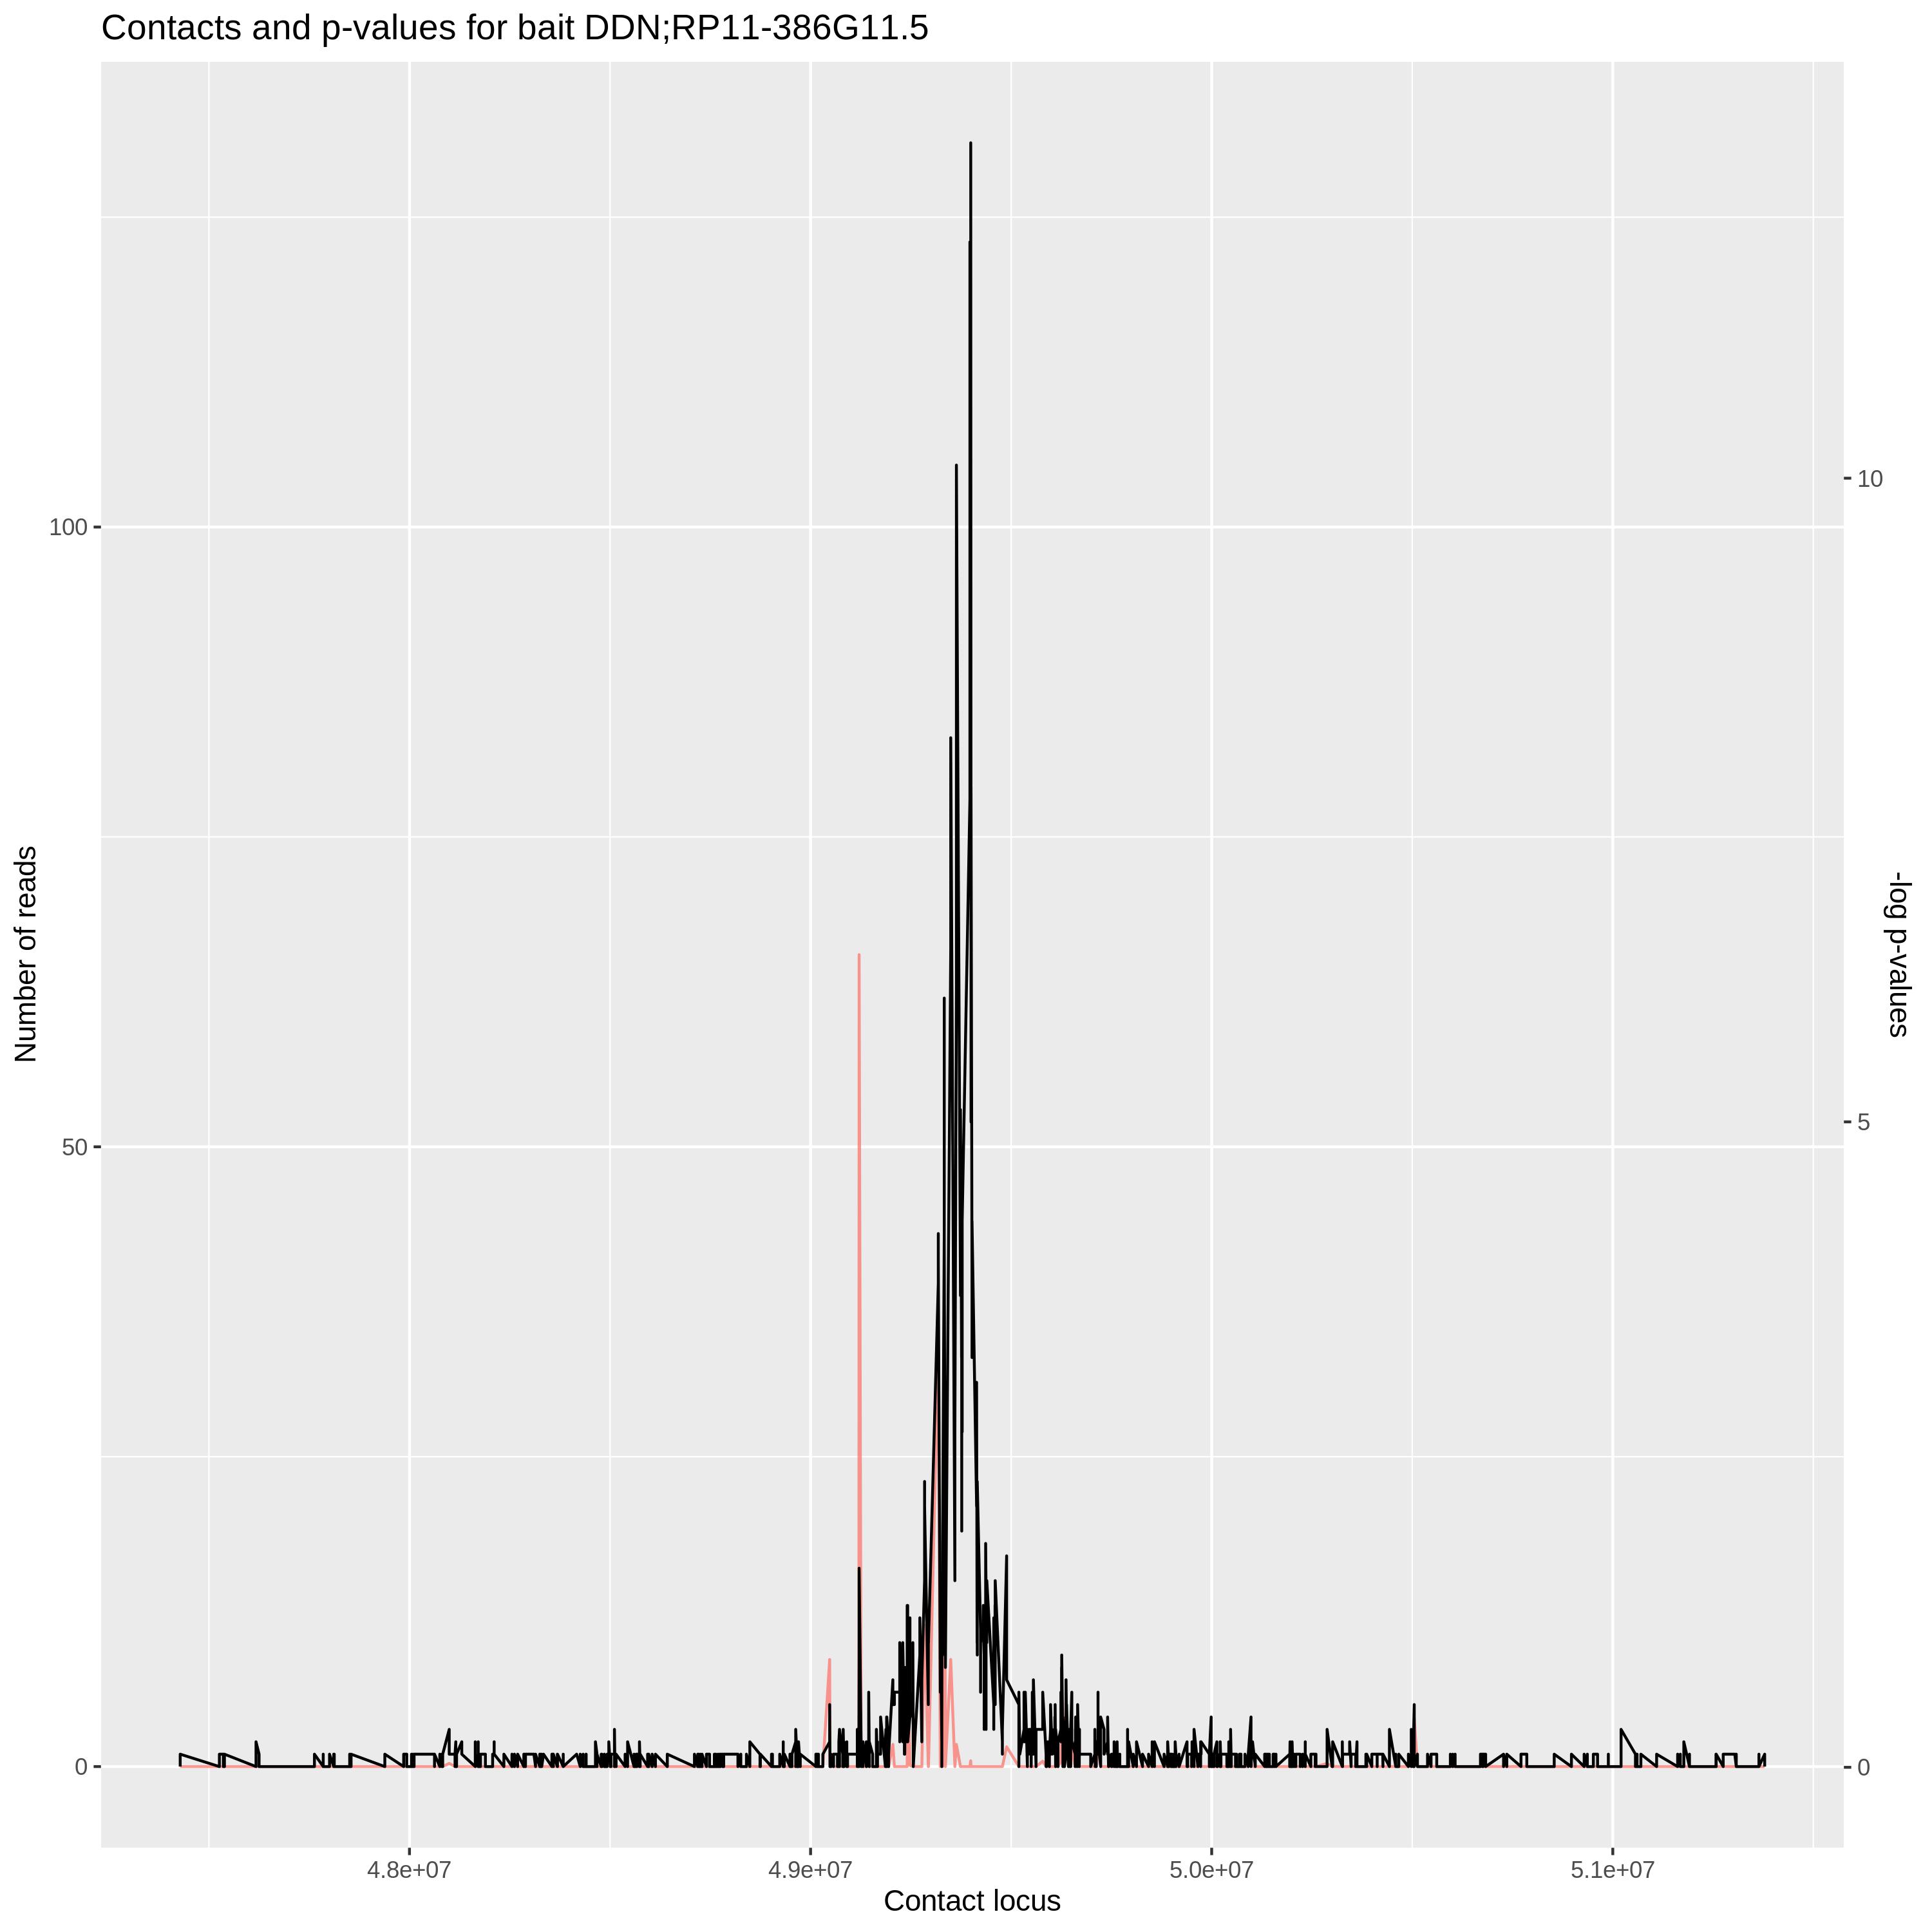 Contacts and p-values for bait DDN;RP11-386G11.5
100
50
0
Number of reads
10
5
0
-log p-values
4.8e+07
4.9e+07
5.0e+07
5.1e+07
Contact locus